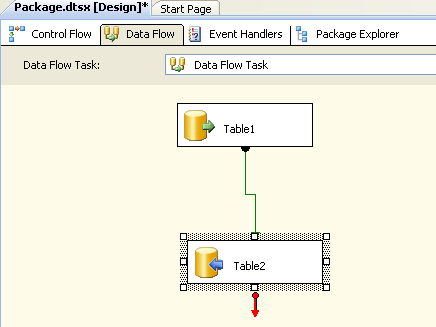 Package.dtsx [Design]* Start Page
Control Flow Data Flow Event Handlers Package Explorer
Data Flow Task: Data Flow Task
Table1
Table2